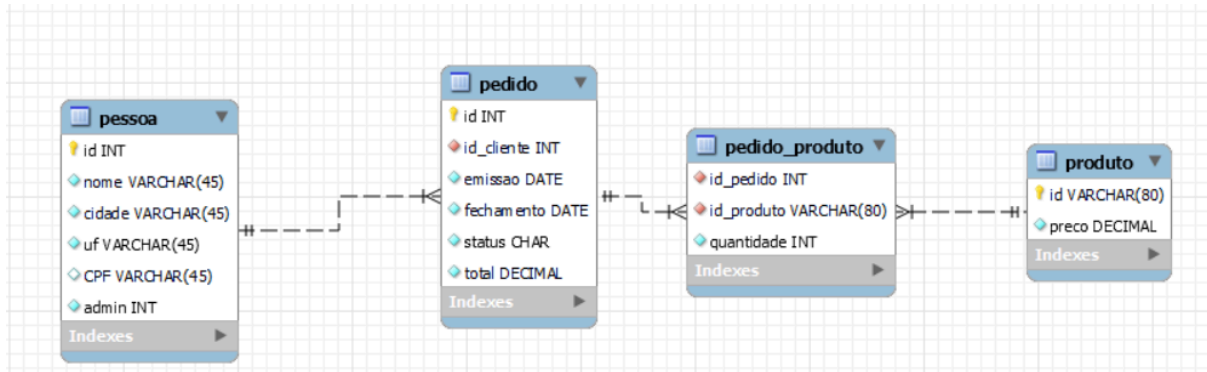 pessoa
id INT
nome VARCHAR(45)
cidade VARCHAR(45)
uf VARCHAR(45)
CPF VARCHAR(45)
admin INT
Indexes
pedido
id INT
id_cliente INT
emissao DATE
fechamento DATE
status CHAR
total DECIMAL
Indexes
pedido_produto
id_pedido INT
id_produto VARCHAR(80)
quantidade INT
Indexes
produto
id VARCHAR(80)
preco DECIMAL
Indexes